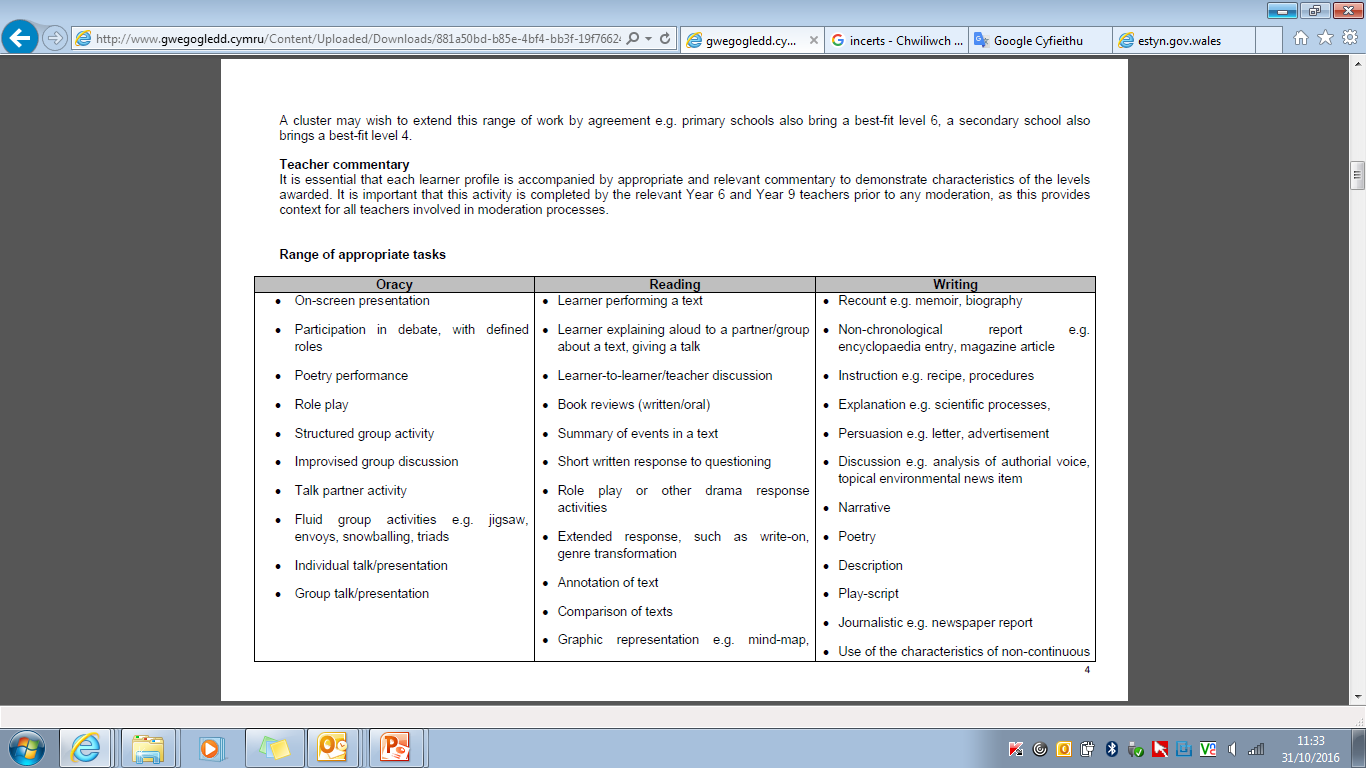 http://www.gwegogledd.cymru/Content/Uploaded/Downloads/881a50bd-b85e-4bf4-bb3f-19f76624
gwegogledd.cy...
incerts - Chwiliwch ...
Google Cyfieithu
estyn.gov.wales
A cluster may wish to extend this range of work by agreement e.g. primary schools also bring a best-fit level 6, a secondary school also
brings a best-fit level 4.
Teacher commentary
It is essential that each learner profile is accompanied by appropriate and relevant commentary to demonstrate characteristics of the levels
awarded. It is important that this activity is completed by the relevant Year 6 and Year 9 teachers prior to any moderation, as this provides
context for all teachers involved in moderation processes.
Range of appropriate tasks
Oracy
• On-screen presentation
• Participation in debate, with defined
roles
• Poetry performance
• Role play
• Structured group activity
• Improvised group discussion
• Talk partner activity
• Fluid group activities e.g. jigsaw,
envoys, snowballing, triads
• Individual talk/presentation
• Group talk/presentation
Reading
• Learner performing a text
• Learner explaining aloud to a partner/group
about a text, giving a talk
• Learner-to-learner/teacher discussion
• Book reviews (written/oral)
• Summary of events in a text
• Short written response to questioning
• Role play or other drama response
activities
• Extended response, such as write-on,
genre transformation
• Annotation of text
• Comparison of texts
• Graphic representation e.g. mind-map,
Writing
• Recount e.g. memoir, biography
• Non-chronological report e.g.
encyclopaedia entry, magazine article
• Instruction e.g. recipe, procedures
• Explanation e.g. scientific processes,
• Persuasion e.g. letter, advertisement
• Discussion e.g. analysis of authorial voice,
topical environmental news item
• Narrative
• Poetry
• Description
• Play-script
• Journalistic e.g. newspaper report
• Use of the characteristics of non-continuous
4
11:33
31/10/2016